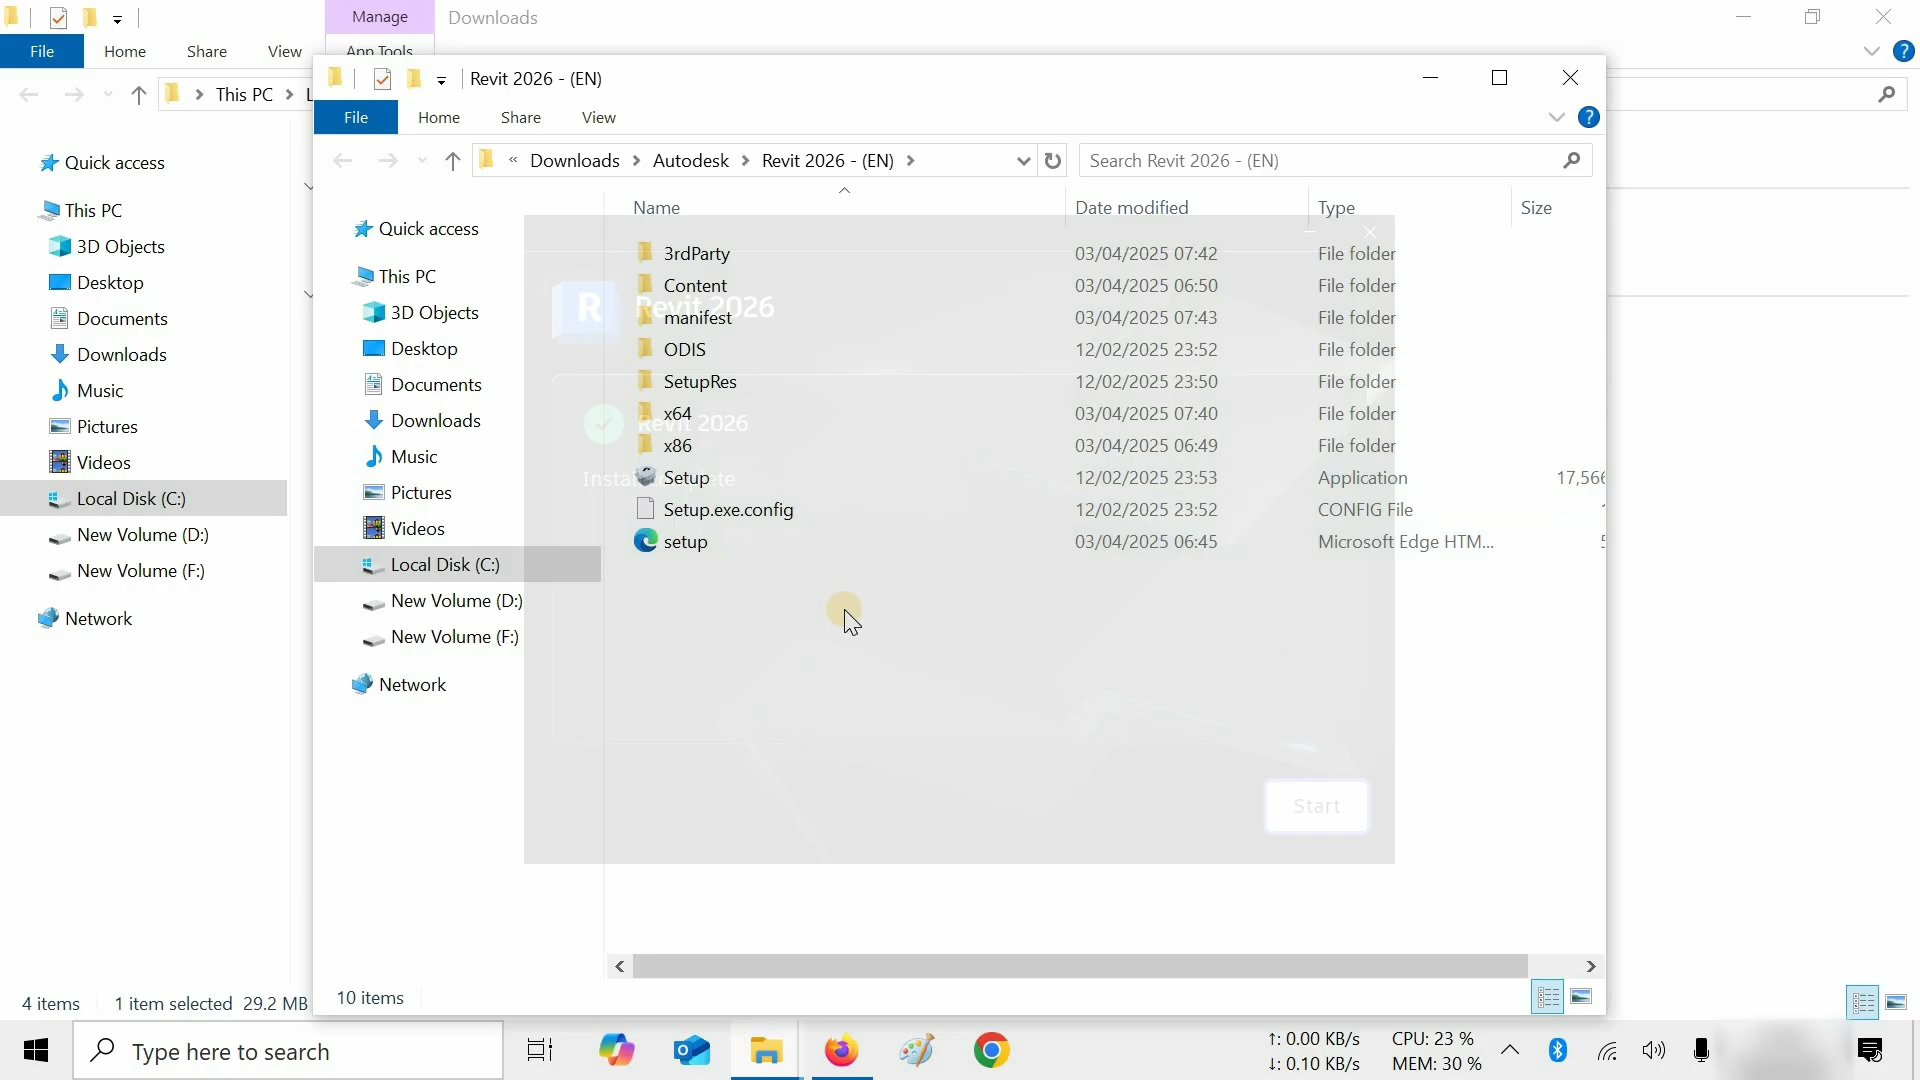 Manage
Downloads
File
Home
Share
View
App Tools
This PC
L
Quick access
This PC
3D Objects
Desktop
Documents
Downloads
Music
Pictures
Videos
Local Disk (C:)
New Volume (D:)
New Volume (F:)
Network
4 items
1 item selected 29.2 MB
Revit 2026 - (EN)
File
Home
Share
View
?
?
« Downloads > Autodesk > Revit 2026 - (EN) >
Search Revit 2026 - (EN)
Name
Date modified
Type
Size
Quick access
This PC
3D Objects
Desktop
Documents
Downloads
Music
Pictures
Videos
Local Disk (C:)
New Volume (D:)
New Volume (F:)
Network
3rdParty 03/04/2025 07:42 File folder
Content 03/04/2025 06:50 File folder
manifest 03/04/2025 07:43 File folder
ODIS 12/02/2025 23:52 File folder
SetupRes 12/02/2025 23:50 File folder
x64 03/04/2025 07:40 File folder
x86 03/04/2025 06:49 File folder
Setup 12/02/2025 23:53 Application 17,566
Setup.exe.config 12/02/2025 23:52 CONFIG File
setup 03/04/2025 06:45 Microsoft Edge HTM...
R
Revit 2026
Revit 2026
Start
10 items
Type here to search
↑: 0.00 KB/s
↓: 0.10 KB/s
CPU: 23 %
MEM: 30 %